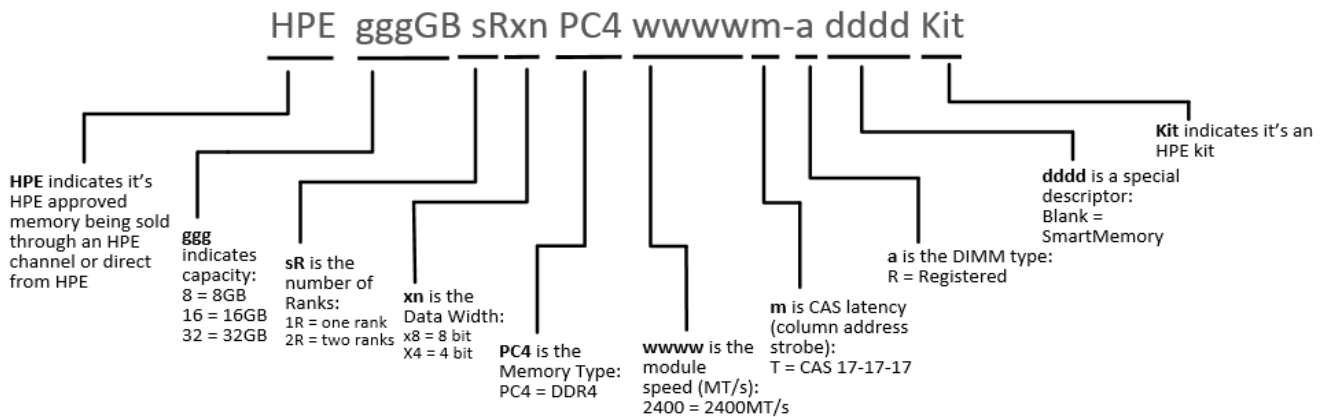 HPE gggGB sRxn PC4 wwwwm-a dddd Kit
HPE indicates it's
HPE approved
memory being sold
through an HPE
channel or direct
from HPE
ggg
indicates
capacity:
8 = 8GB
16 = 16GB
32 = 32GB
sR is the
number of
Ranks:
1R = one rank
2R = two ranks
xn is the
Data Width:
x8 = 8 bit
X4 = 4 bit
PC4 is the
Memory Type:
PC4 = DDR4
wwww is the
module
speed (MT/s):
2400 = 2400MT/s
m is CAS latency
(column address
strobe):
T = CAS 17-17-17
a is the DIMM type:
R = Registered
dddd is a special
descriptor:
Blank =
SmartMemory
Kit indicates it's an
HPE kit